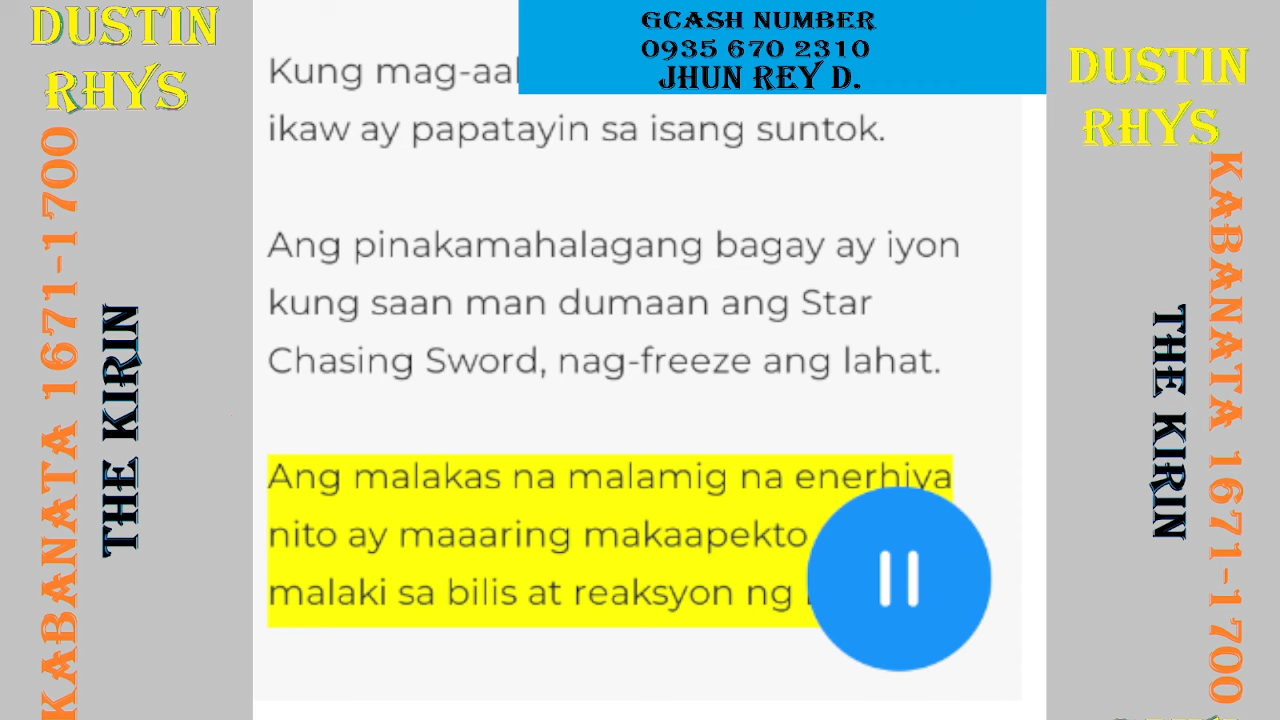 DUSTIN
RHYS
KABANATA 1671-1700
THE KIRIN
GCASH NUMBER
0935 670 2310
JHUN REY D.
Kung
ikaw ay papatayin sa isang suntok.
Ang pinakamahalagang bagay ay iyon
kung saan man dumaan ang Star
Chasing Sword, nag-freeze ang lahat.
Ang malakas na malamig na enerhiya
nito ay maaaring makaapekto
malaki sa bilis at reaksyon ng
DUSTIN
RHYS
KABANATA 1671-1700
THE KIRIN